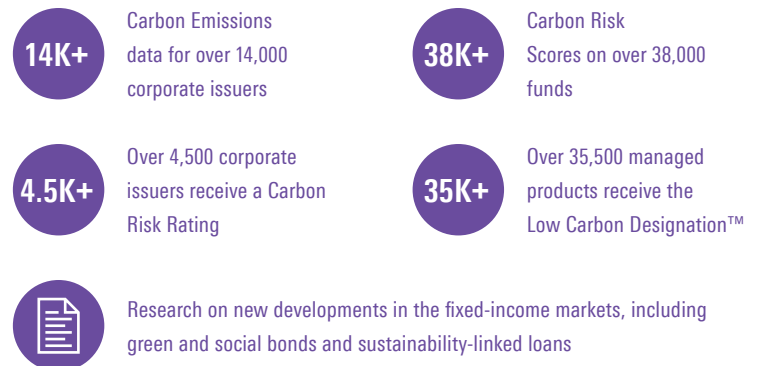 14K+
Carbon Emissions
data for over 14,000
corporate issuers
38K+
Carbon Risk
Scores on over 38,000
funds
4.5K+
Over 4,500 corporate
issuers receive a Carbon
Risk Rating
35K+
Over 35,500 managed
products receive the
Low Carbon Designation™
Research on new developments in the fixed-income markets, including
green and social bonds and sustainability-linked loans